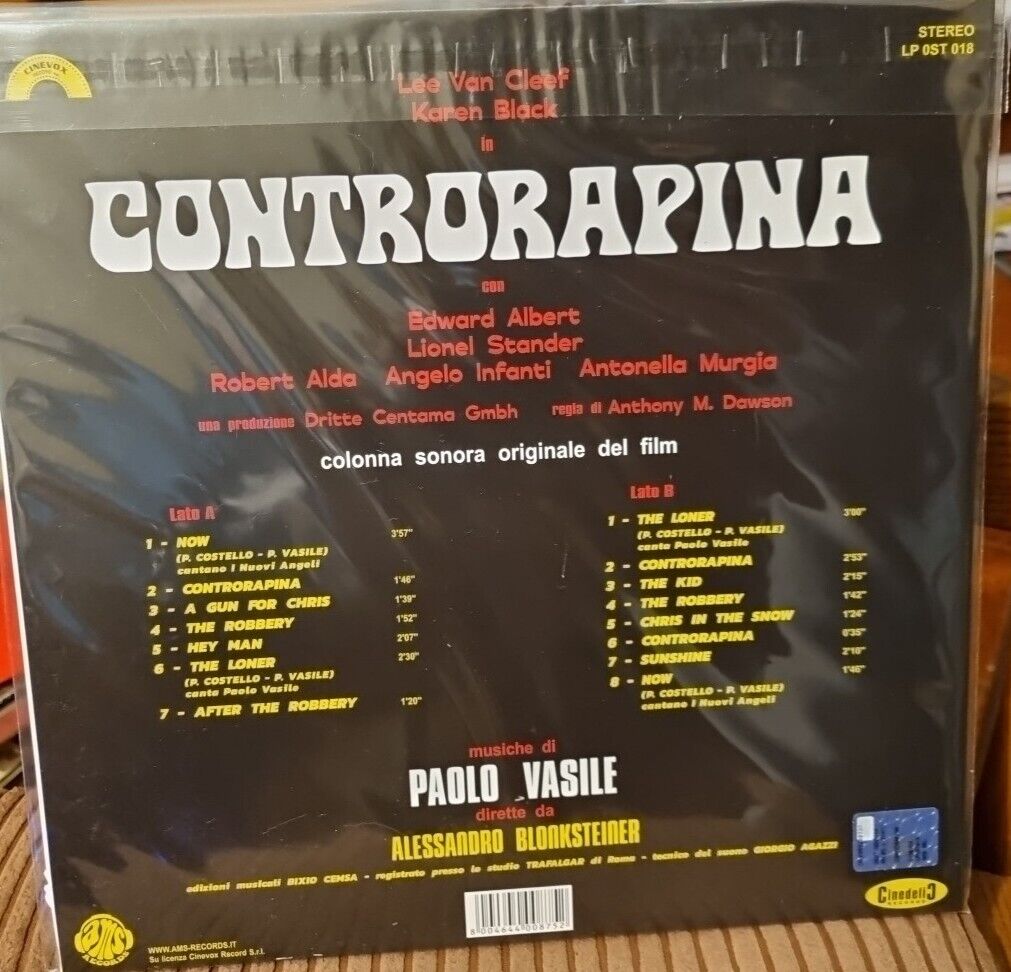 CINEVOX
STEREO
LP 0ST 018
Lee Van Cleef
Karen Black
in
CONTRORAPINA
con
Edward Albert
Lionel Stander
Robert Alda Angelo Infanti Antonella Murgia
una produzione Dritte Centama Gmbh regia di Anthony M. Dawson
colonna sonora originale del film
Lato A
1 - NOW 3'57"
(P. COSTELLO - P. VASILE)
cantano i Nuovi Angeli
2 - CONTRORAPINA 1'46"
3 - A GUN FOR CHRIS 1'39"
4 - THE ROBBERY 1'52"
5 - HEY MAN 2'07"
6 - THE LONER 2'30"
(P. COSTELLO - P. VASILE)
canta Paolo Vasile
7 - AFTER THE ROBBERY 1'20"
Lato B
1 - THE LONER 3'00"
(P. COSTELLO - P. VASILE)
canta Paolo Vasile
2 - CONTRORAPINA 2'53"
3 - THE KID 2'15"
4 - THE ROBBERY 1'42"
5 - CHRIS IN THE SNOW 1'24"
6 - CONTRORAPINA 0'35"
7 - SUNSHINE 2'10"
8 - NOW 1'46"
(P. COSTELLO - P. VASILE)
cantano i Nuovi Angeli
musiche di
PAOLO VASILE
dirette da
ALESSANDRO BLONKSTEINER
edizioni musicali BIXIO CEMSA - registrato presso lo studio TRAFALGAR di Roma - tecnico del suono GIORGIO AGAZZI
AMS
RECORDS
WWW.AMS-RECORDS.IT
Su licenza Cinevox Record S.r.l.
8 004644 008752
Cinedelic
RECORDS